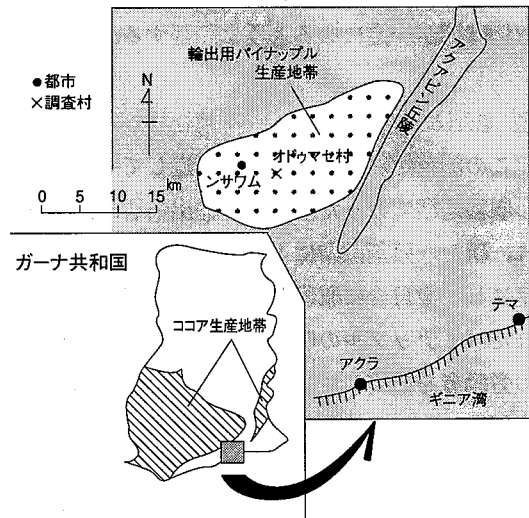 輸出用パイナップル
生産地帯
アクアピン丘陵
●都市
×調査村
N
オドゥマセ村
ンサワム
0 5 10 15 km
ガーナ共和国
ココア生産地帯
テマ
アクラ
ギニア湾